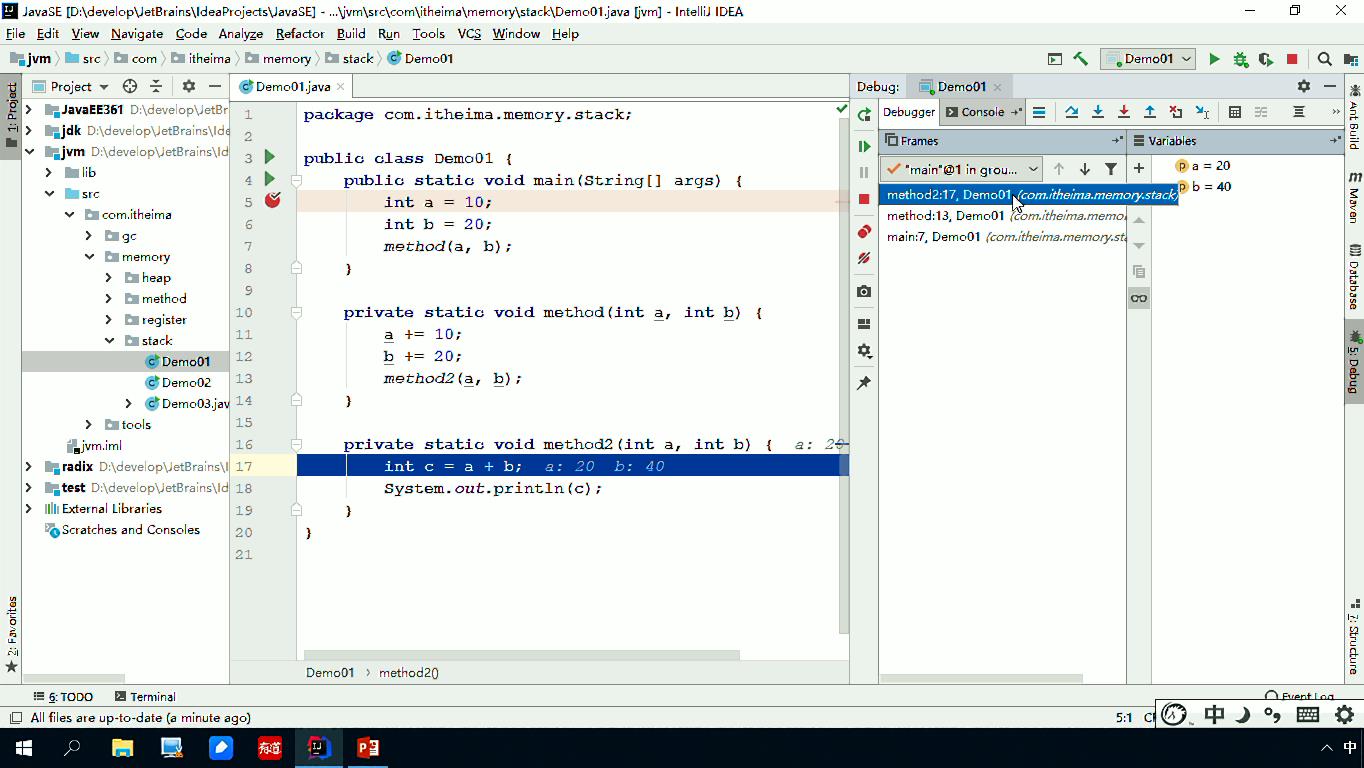 JavaSE [D:\develop\JetBrains\IdeaProjects\JavaSE] - ...\jvm\src\com\itheima\memory\stack\Demo01.java [jvm] - IntelliJ IDEA
File Edit View Navigate Code Analyze Refactor Build Run Tools VCS Window Help
jvm src com itheima memory stack Demo01
Demo01
1: Project
Project
JavaEE361 D:\develop\JetBr
jdk D:\develop\JetBrains\Ide
jvm D:\develop\JetBrains\Ide
lib
src
com.itheima
gc
memory
heap
method
register
stack
Demo01
Demo02
Demo03.jav
tools
jvm.iml
radix D:\develop\JetBrains\I
test D:\develop\JetBrains\Id
External Libraries
Scratches and Consoles
2: Favorites
Demo01.java
1 package com.itheima.memory.stack;
2
3 public class Demo01 {
4 public static void main(String[] args) {
5 int a = 10;
6 int b = 20;
7 method(a, b);
8 }
9
10 private static void method(int a, int b) {
11 a += 10;
12 b += 20;
13 method2(a, b);
14 }
15
16 private static void method2(int a, int b) { a: 20
17 int c = a + b; a: 20 b: 40
18 System.out.println(c);
19 }
20 }
21
Demo01 › method2()
Debug: Demo01
Debugger Console
Frames
"main"@1 in grou...
method2:17, Demo01 (com.itheima.memory.stack)
method:13, Demo01 (com.itheima.memo
main:7, Demo01 (com.itheima.memory.sta
Variables
a = 20
b = 40
Ant Build
Maven
Database
5: Debug
7: Structure
6: TODO Terminal
Event Log
All files are up-to-date (a minute ago)
5:1
中
有道
中